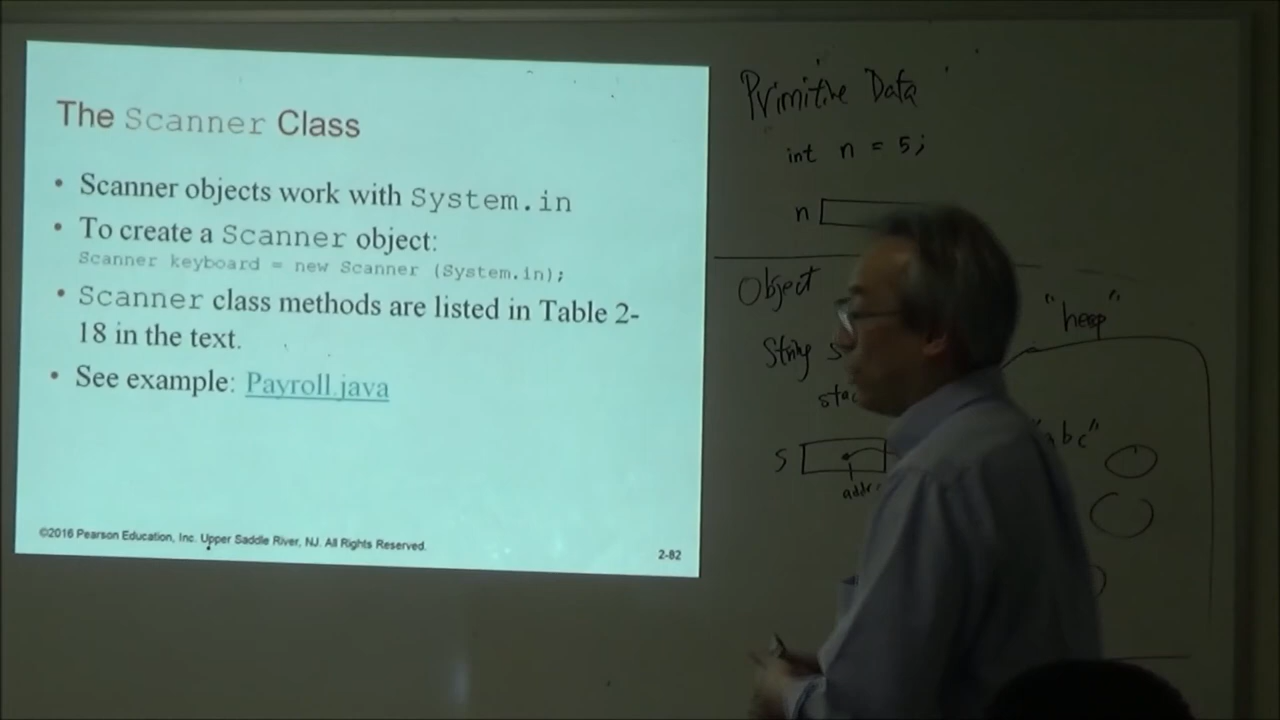 The Scanner Class
• Scanner objects work with System.in
• To create a Scanner object:
Scanner keyboard = new Scanner (System.in);
• Scanner class methods are listed in Table 2-
18 in the text.
• See example: Payroll.java
©2016 Pearson Education, Inc. Upper Saddle River, NJ. All Rights Reserved.
2-82
Primitive Data
int n = 5;
n
Object
"heap"
String s
"abc"
s